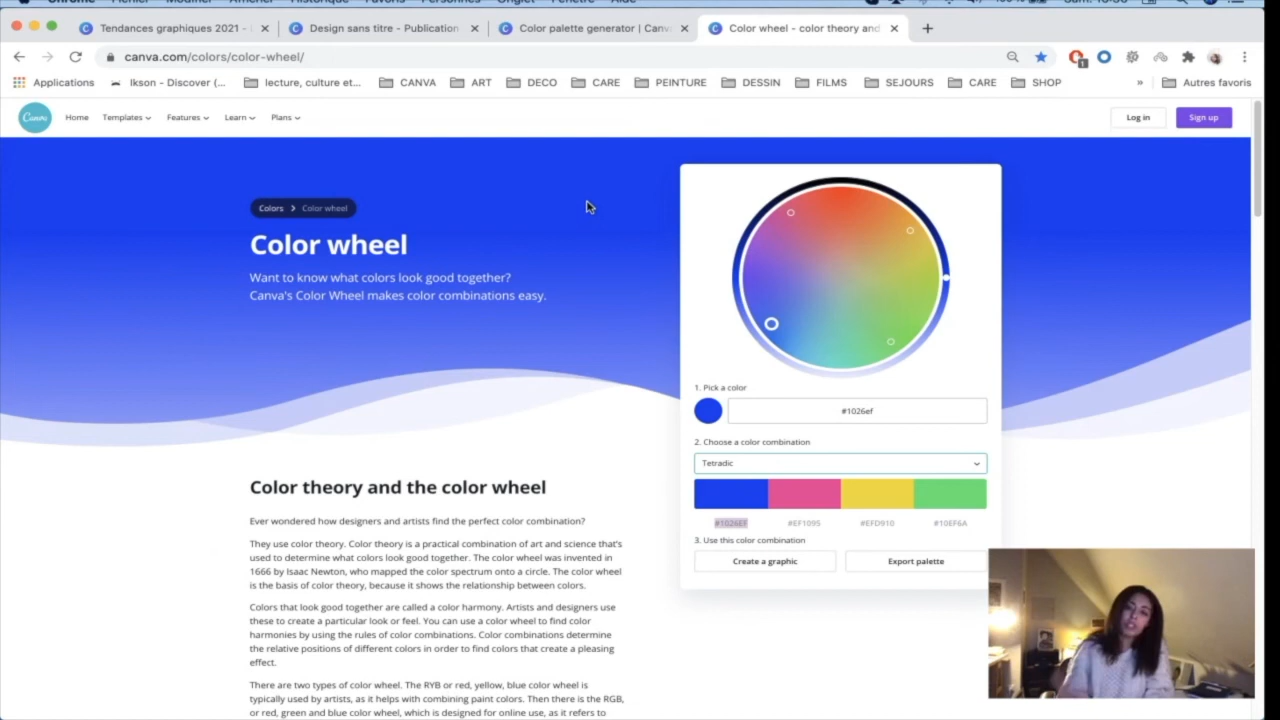 Chrome Fichier Modifier Afficher Historique Favoris Personnes Onglet Fenêtre Aide
Tendances graphiques 2021 -
Design sans titre - Publication
Color palette generator | Canv
Color wheel - color theory and
canva.com/colors/color-wheel/
1
Applications
Ikson - Discover (...
lecture, culture et...
CANVA
ART
DECO
CARE
PEINTURE
DESSIN
FILMS
SEJOURS
CARE
SHOP
»
Autres favoris
Canva
Home
Templates
Features
Learn
Plans
Log in
Sign up
Colors > Color wheel
Color wheel
Want to know what colors look good together?
Canva's Color Wheel makes color combinations easy.
1. Pick a color
#1026ef
2. Choose a color combination
Tetradic
#1026EF #EF1095 #EFD910 #10EF6A
3. Use this color combination
Create a graphic
Export palette
Color theory and the color wheel
Ever wondered how designers and artists find the perfect color combination?
They use color theory. Color theory is a practical combination of art and science that's
used to determine what colors look good together. The color wheel was invented in
1666 by Isaac Newton, who mapped the color spectrum onto a circle. The color wheel
is the basis of color theory, because it shows the relationship between colors.
Colors that look good together are called a color harmony. Artists and designers use
these to create a particular look or feel. You can use a color wheel to find color
harmonies by using the rules of color combinations. Color combinations determine
the relative positions of different colors in order to find colors that create a pleasing
effect.
There are two types of color wheel. The RYB or red, yellow, blue color wheel is
typically used by artists, as it helps with combining paint colors. Then there is the RGB,
or red, green and blue color wheel, which is designed for online use, as it refers to